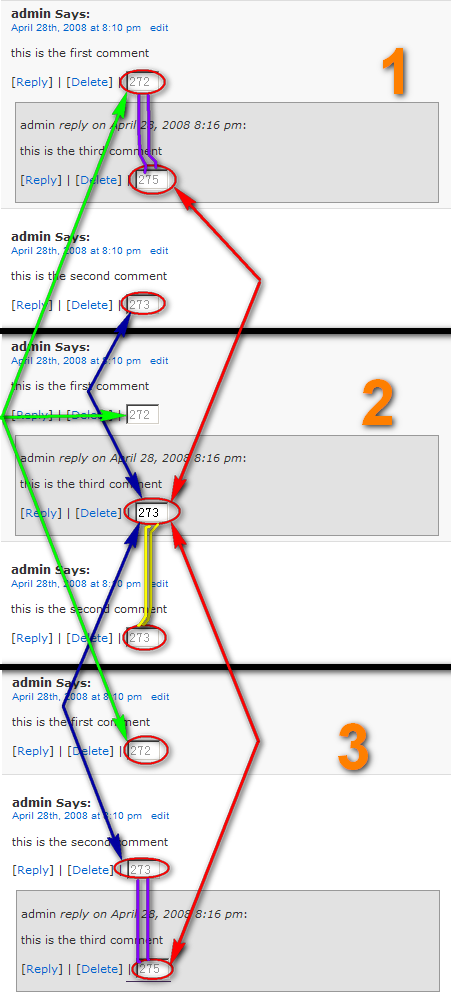 admin Says:
April 28th, 2008 at 8:10 pm edit
this is the first comment
[Reply] | [Delete] | 272
1
admin reply on April 28, 2008 8:16 pm:
this is the third comment
[Reply] | [Delete] | 275
admin Says:
April 28th, 2008 at 8:10 pm edit
this is the second comment
[Reply] | [Delete] | 273
admin Says:
April 28th, 2008 at 8:10 pm edit
this is the first comment
[Reply] | [Delete] | 272
2
admin reply on April 28, 2008 8:16 pm:
this is the third comment
[Reply] | [Delete] | 273
admin Says:
April 28th, 2008 at 8:10 pm edit
this is the second comment
[Reply] | [Delete] | 273
admin Says:
April 28th, 2008 at 8:10 pm edit
this is the first comment
[Reply] | [Delete] | 272
3
admin Says:
April 28th, 2008 at 8:10 pm edit
this is the second comment
[Reply] | [Delete] | 273
admin reply on April 28, 2008 8:16 pm:
this is the third comment
[Reply] | [Delete] | 275